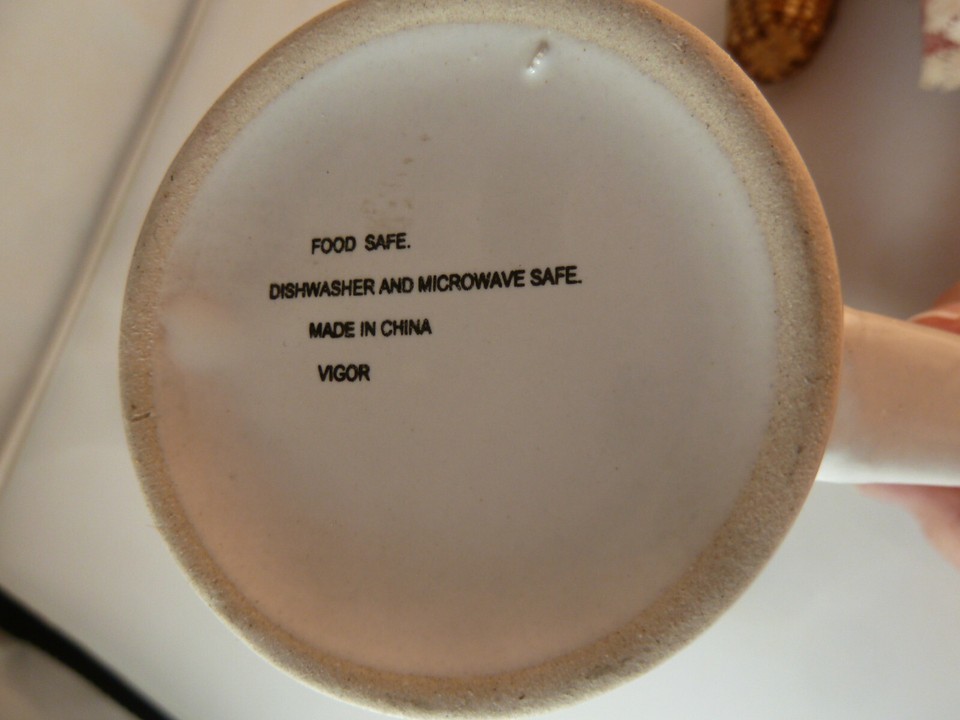 FOOD SAFE.
DISHWASHER AND MICROWAVE SAFE.
MADE IN CHINA
VIGOR